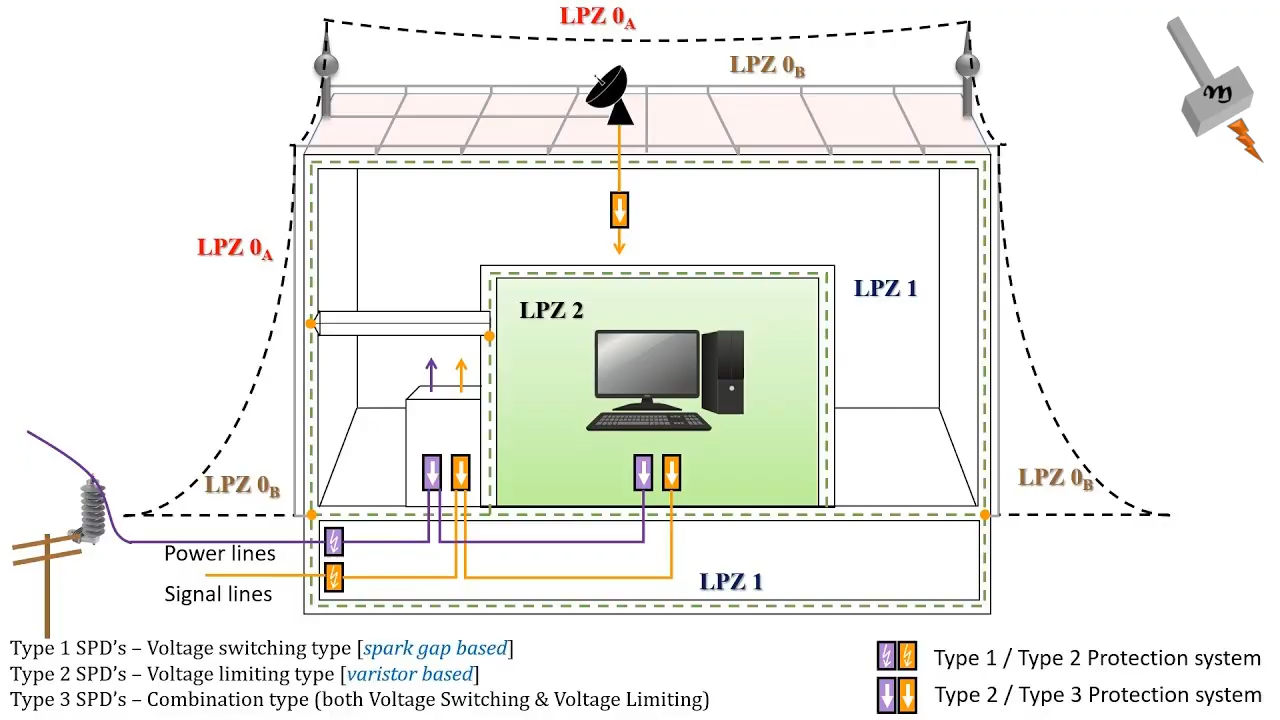 LPZ 0A
LPZ 0B
LPZ 0A
LPZ 1
LPZ 2
LPZ 0B
LPZ 0B
Power lines
Signal lines
LPZ 1
Type 1 SPD's – Voltage switching type [spark gap based]
Type 2 SPD's – Voltage limiting type [varistor based]
Type 3 SPD's – Combination type (both Voltage Switching & Voltage Limiting)
Type 1 / Type 2 Protection system
Type 2 / Type 3 Protection system